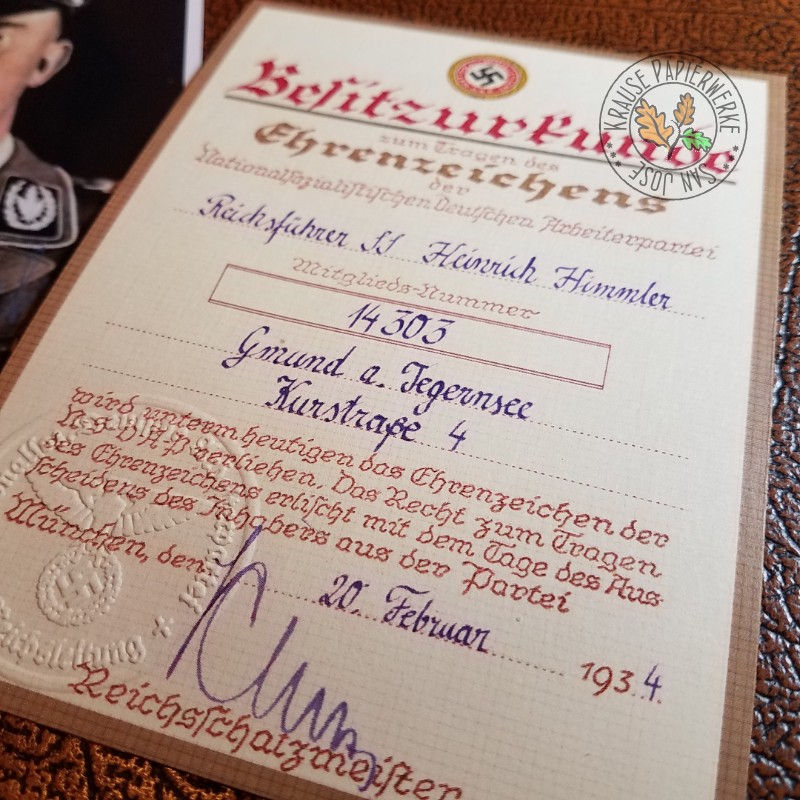 Besitzurkunde
zum Tragen des
Ehrenzeichens
der
Nationalsozialistischen Deutschen Arbeiterpartei
Reichsführer SS Heinrich Himmler
Mitglieds-Nummer
14303
Gmund a. Tegernsee
Kurstraße 4
wird unterm heutigen das Ehrenzeichen der
N.S.D.A.P. verliehen. Das Recht zum Tragen
des Ehrenzeichens erlischt mit dem Tage des Aus-
scheidens des Inhabers aus der Partei
München, den 20. Februar 1934.
Reichsschatzmeister
KRAUSE PAPIERWERKE
SAN JOSE